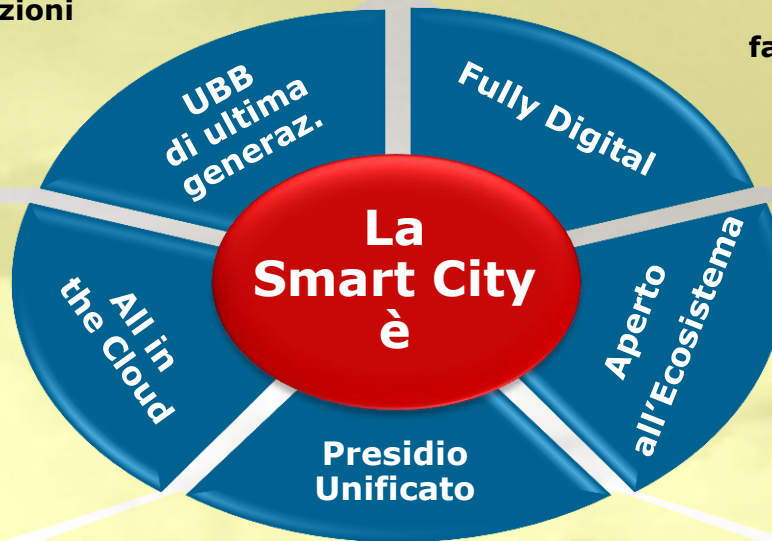 zioni
fa
UBB
di ultima
generaz.
Fully Digital
La
Smart City
è
All in
the Cloud
Aperto
all'Ecosistema
Presidio
Unificato